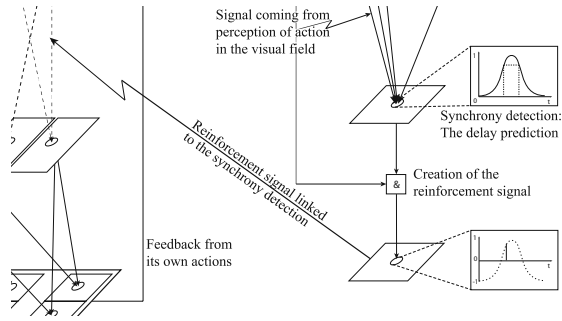 Signal coming from
perception of action
in the visual field
1
0
t
Synchrony detection:
The delay prediction
Reinforcement signal linked
to the synchrony detection
&
Creation of the
reinforcement signal
Feedback from
its own actions
1
0
-1
t